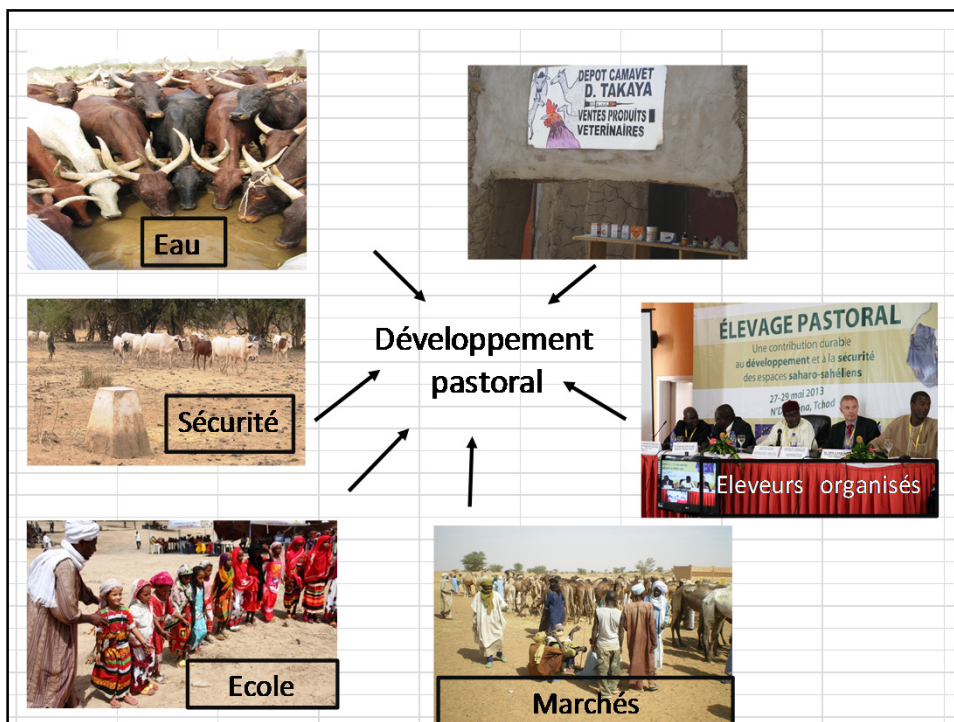 DEPOT CAMAVET
D. TAKAYA
VENTES PRODUITS
VETERINAIRES
Eau
Développement
pastoral
ÉLEVAGE PASTORAL
Une contribution durable
au développement et à la sécurité
des espaces saharo-sahéliens
27-29 mai 2013
Tchad
Sécurité
Eleveurs organisés
Ecole
Marchés